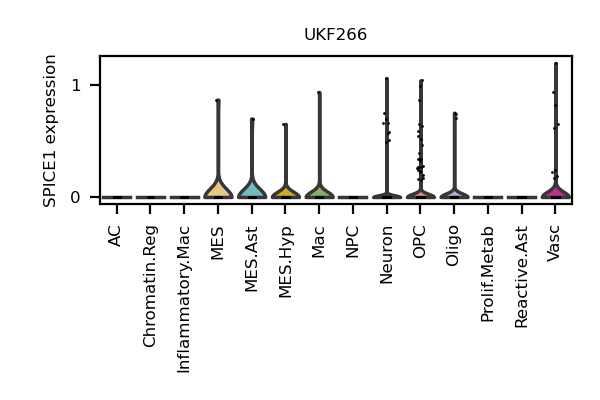 UKF266
SPICE1 expression
1
0
AC
Chromatin.Reg
Inflammatory.Mac
MES
MES.Ast
MES.Hyp
Mac
NPC
Neuron
OPC
Oligo
Prolif.Metab
Reactive.Ast
Vasc